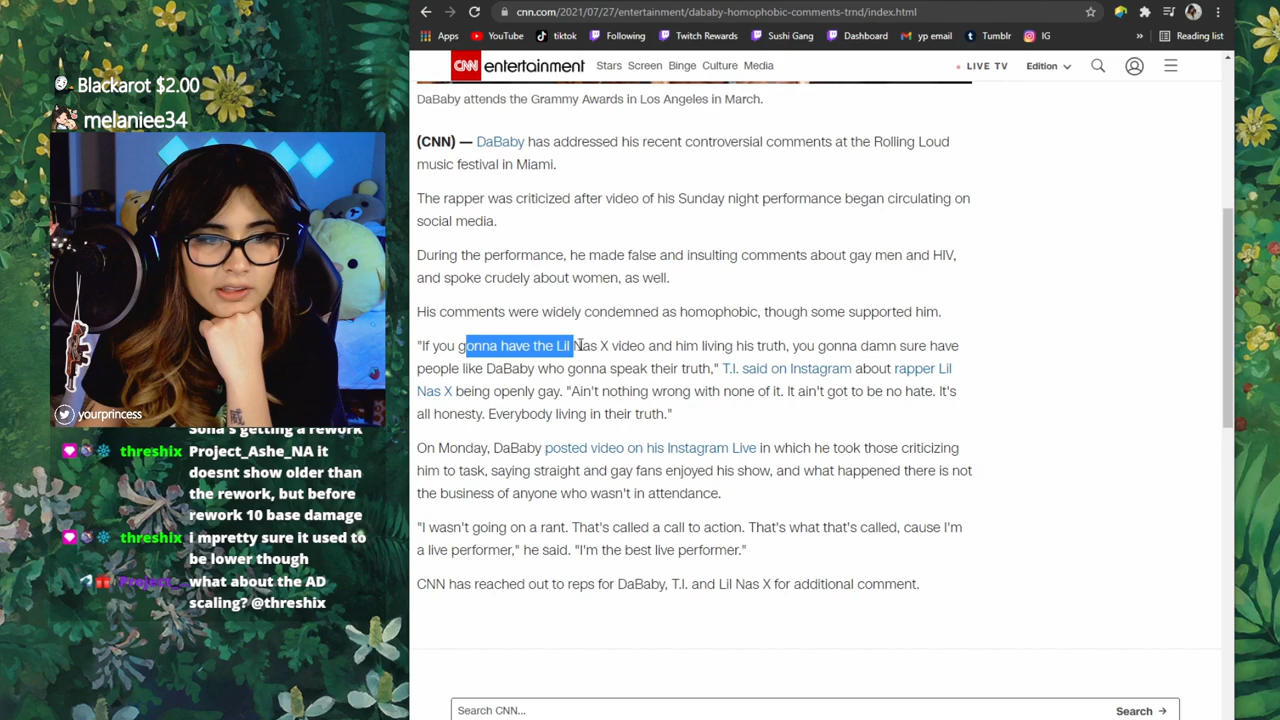 cnn.com/2021/07/27/entertainment/dababy-homophobic-comments-trnd/index.html
Apps YouTube tiktok Following Twitch Rewards Sushi Gang Dashboard yp email Tumblr IG » Reading list
CNN entertainment Stars Screen Binge Culture Media LIVE TV Edition
DaBaby attends the Grammy Awards in Los Angeles in March.
(CNN) — DaBaby has addressed his recent controversial comments at the Rolling Loud
music festival in Miami.
The rapper was criticized after video of his Sunday night performance began circulating on
social media.
During the performance, he made false and insulting comments about gay men and HIV,
and spoke crudely about women, as well.
His comments were widely condemned as homophobic, though some supported him.
"If you gonna have the Lil Nas X video and him living his truth, you gonna damn sure have
people like DaBaby who gonna speak their truth," T.I. said on Instagram about rapper Lil
Nas X being openly gay. "Ain't nothing wrong with none of it. It ain't got to be no hate. It's
all honesty. Everybody living in their truth."
On Monday, DaBaby posted video on his Instagram Live in which he took those criticizing
him to task, saying straight and gay fans enjoyed his show, and what happened there is not
the business of anyone who wasn't in attendance.
"I wasn't going on a rant. That's called a call to action. That's what that's called, cause I'm
a live performer," he said. "I'm the best live performer."
CNN has reached out to reps for DaBaby, T.I. and Lil Nas X for additional comment.
Search CNN...
Search →
Blackarot $2.00
melaniee34
yourprincess
Sona's getting a rework
threshix Project_Ashe_NA it
doesnt show older than
the rework, but before
rework 10 base damage
threshix i mpretty sure it used to
be lower though
Project_... what about the AD
scaling? @threshix